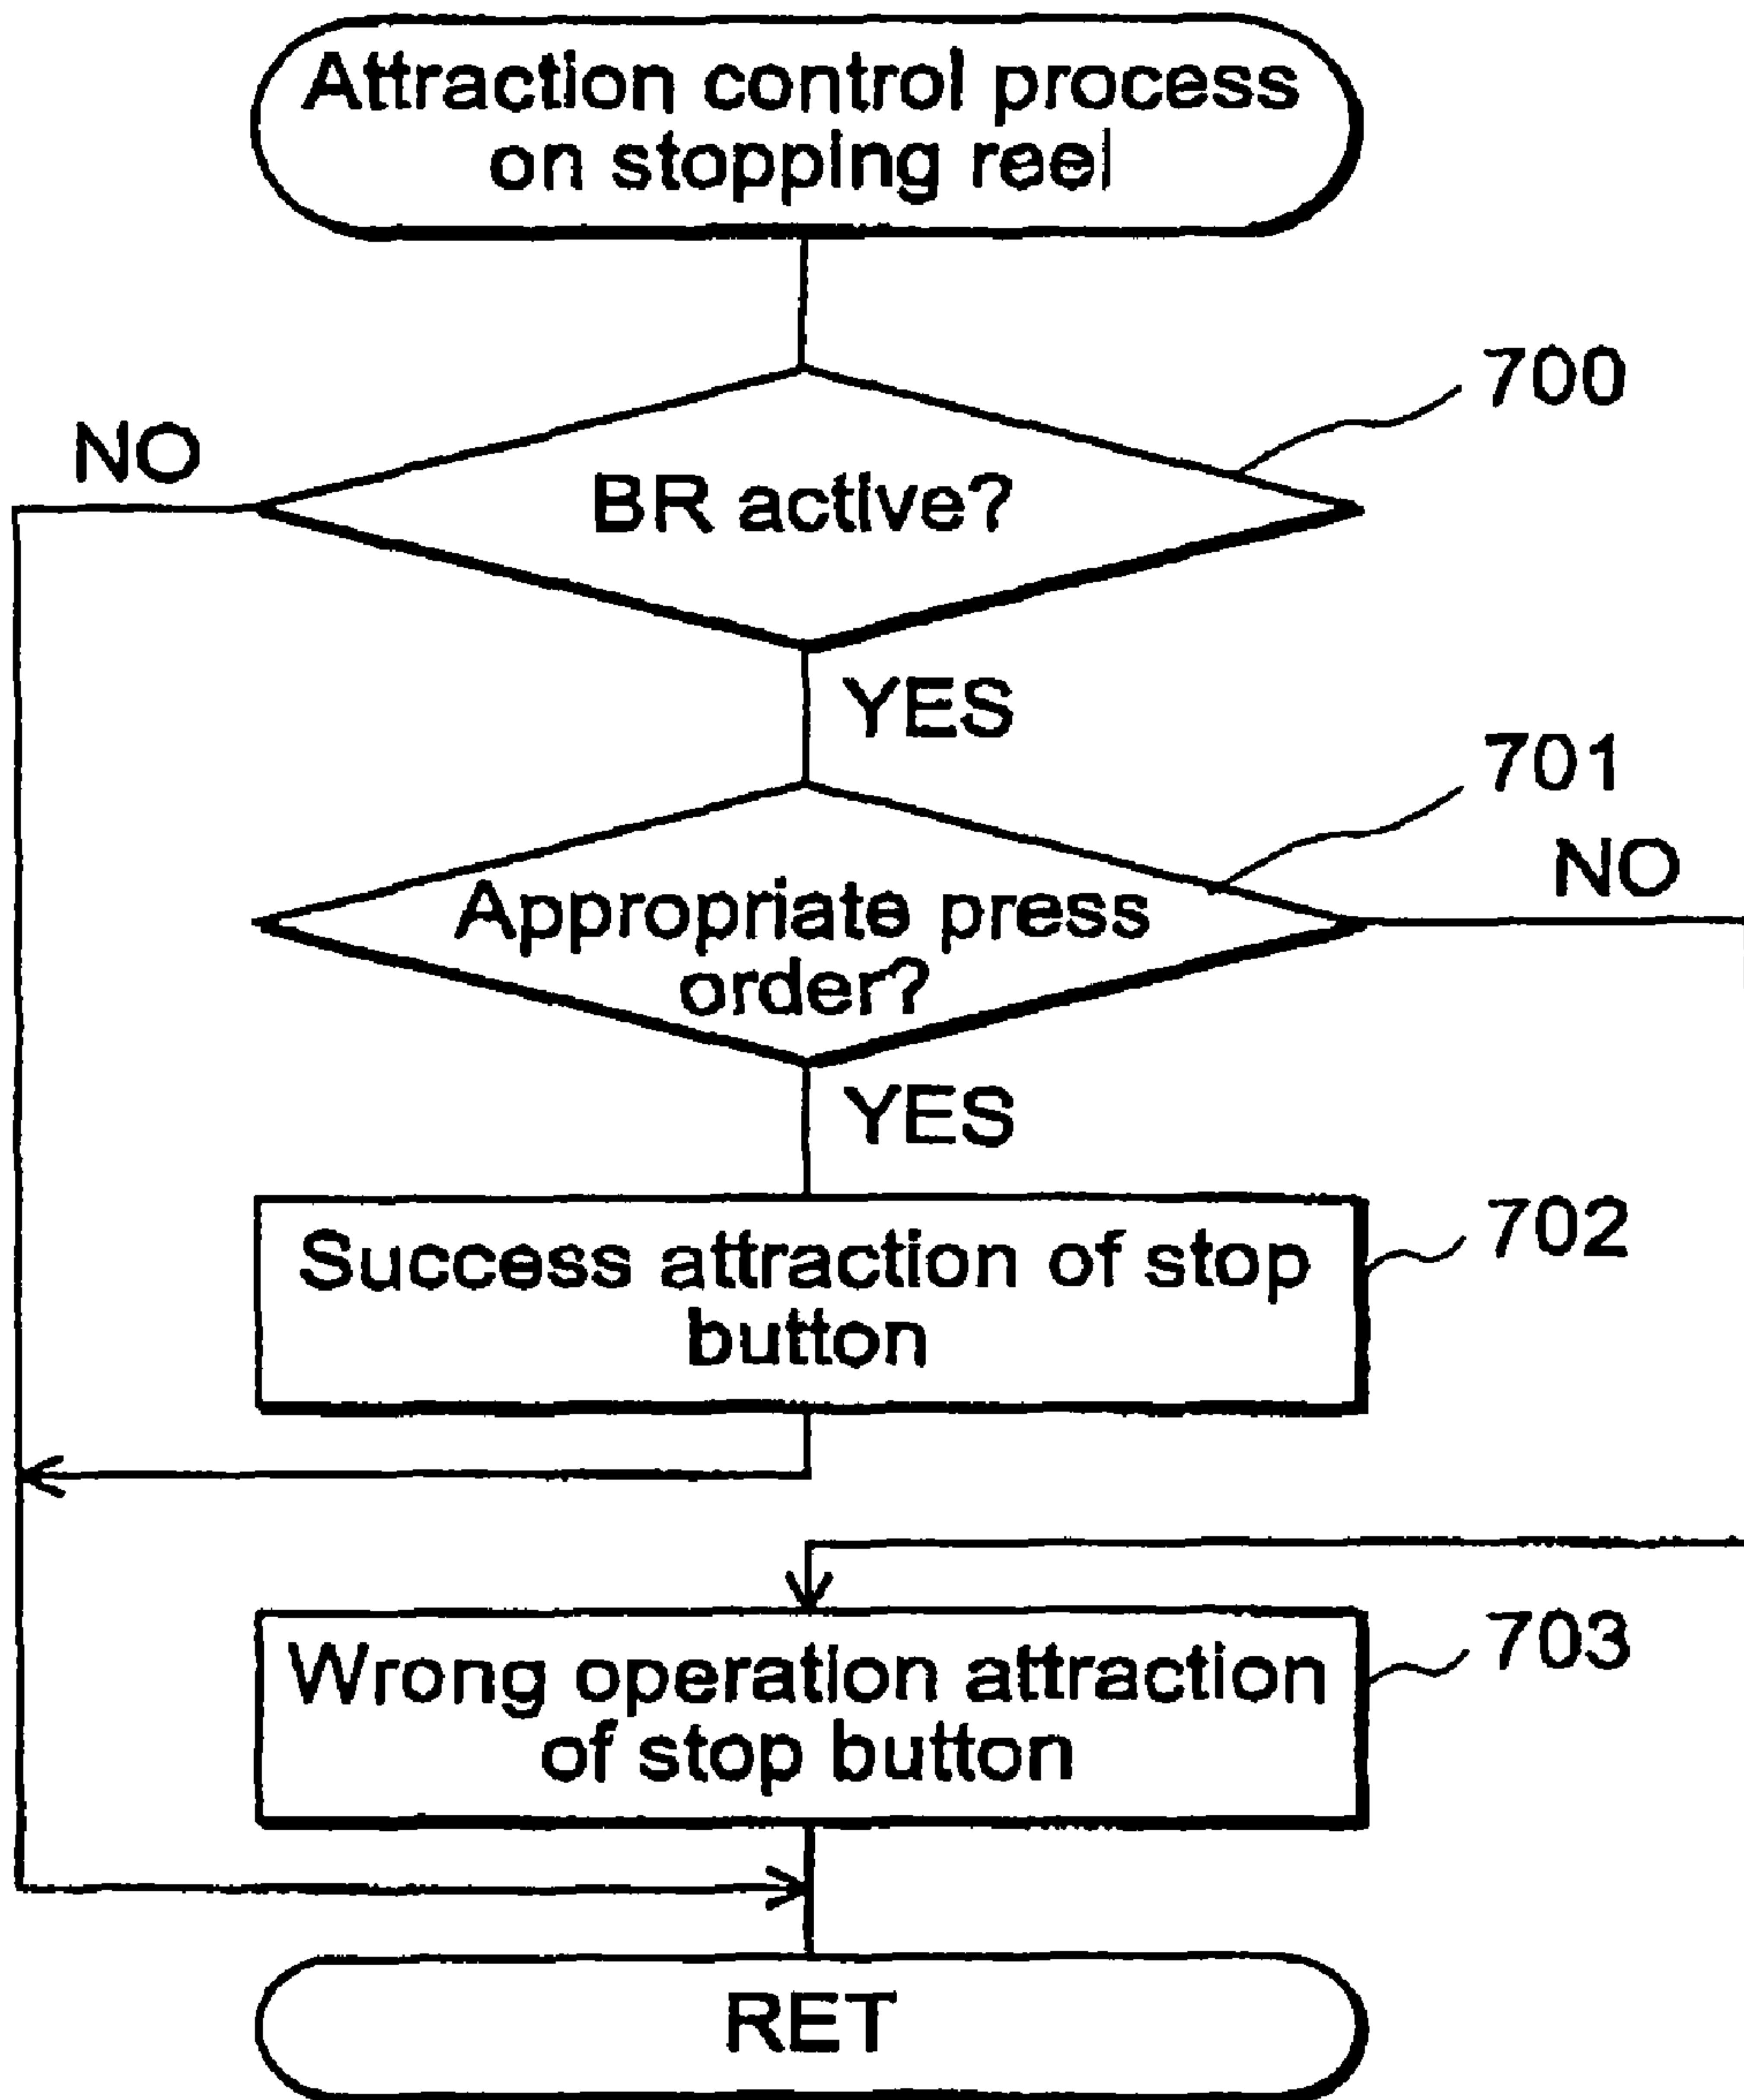 Attraction control process
on stopping reel
700
NO
BR active?
YES
701
NO
Appropriate press
order?
YES
702
Success attraction of stop
button
703
Wrong operation attraction
of stop button
RET